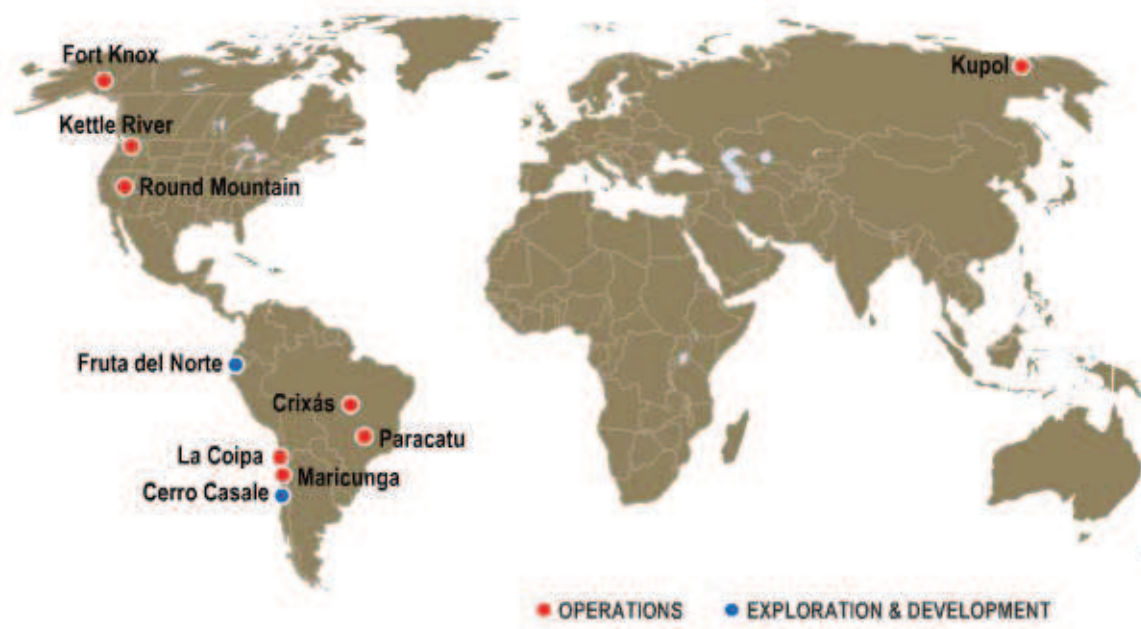 Fort Knox
Kupol
Kettle River
Round Mountain
Fruta del Norte
Crixás
Paracatu
La Coipa
Maricunga
Cerro Casale
OPERATIONS
EXPLORATION & DEVELOPMENT